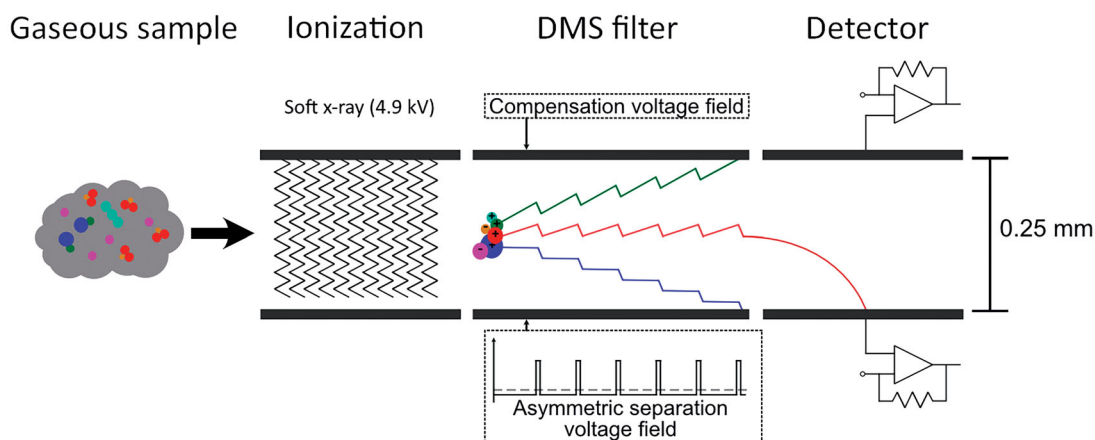 Gaseous sample
Ionization
DMS filter
Detector
Soft x-ray (4.9 kV)
Compensation voltage field
+
-
+
-
+
+
0.25 mm
Asymmetric separation
voltage field